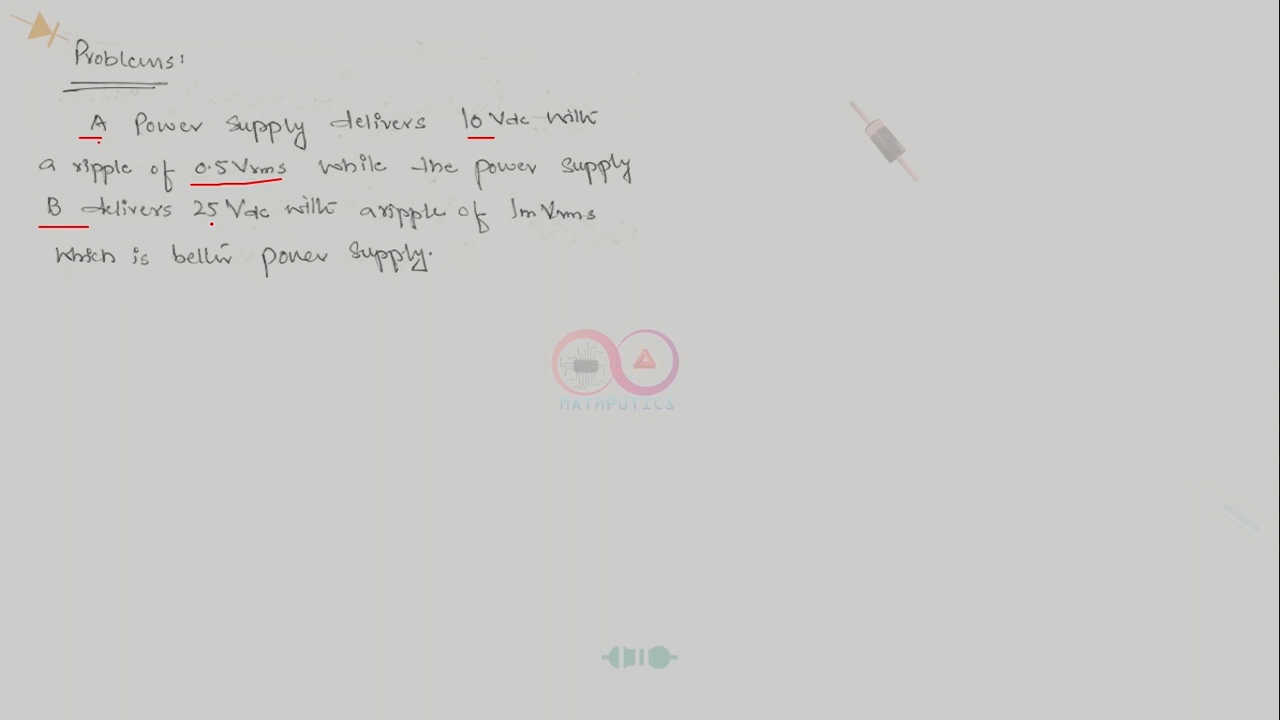 Problems:
A Power Supply delivers 10 Vdc with
a ripple of 0.5 Vrms while the power supply
B delivers 25 Vdc with a ripple of 1m Vrms
which is better power supply.
MATHPOTICS